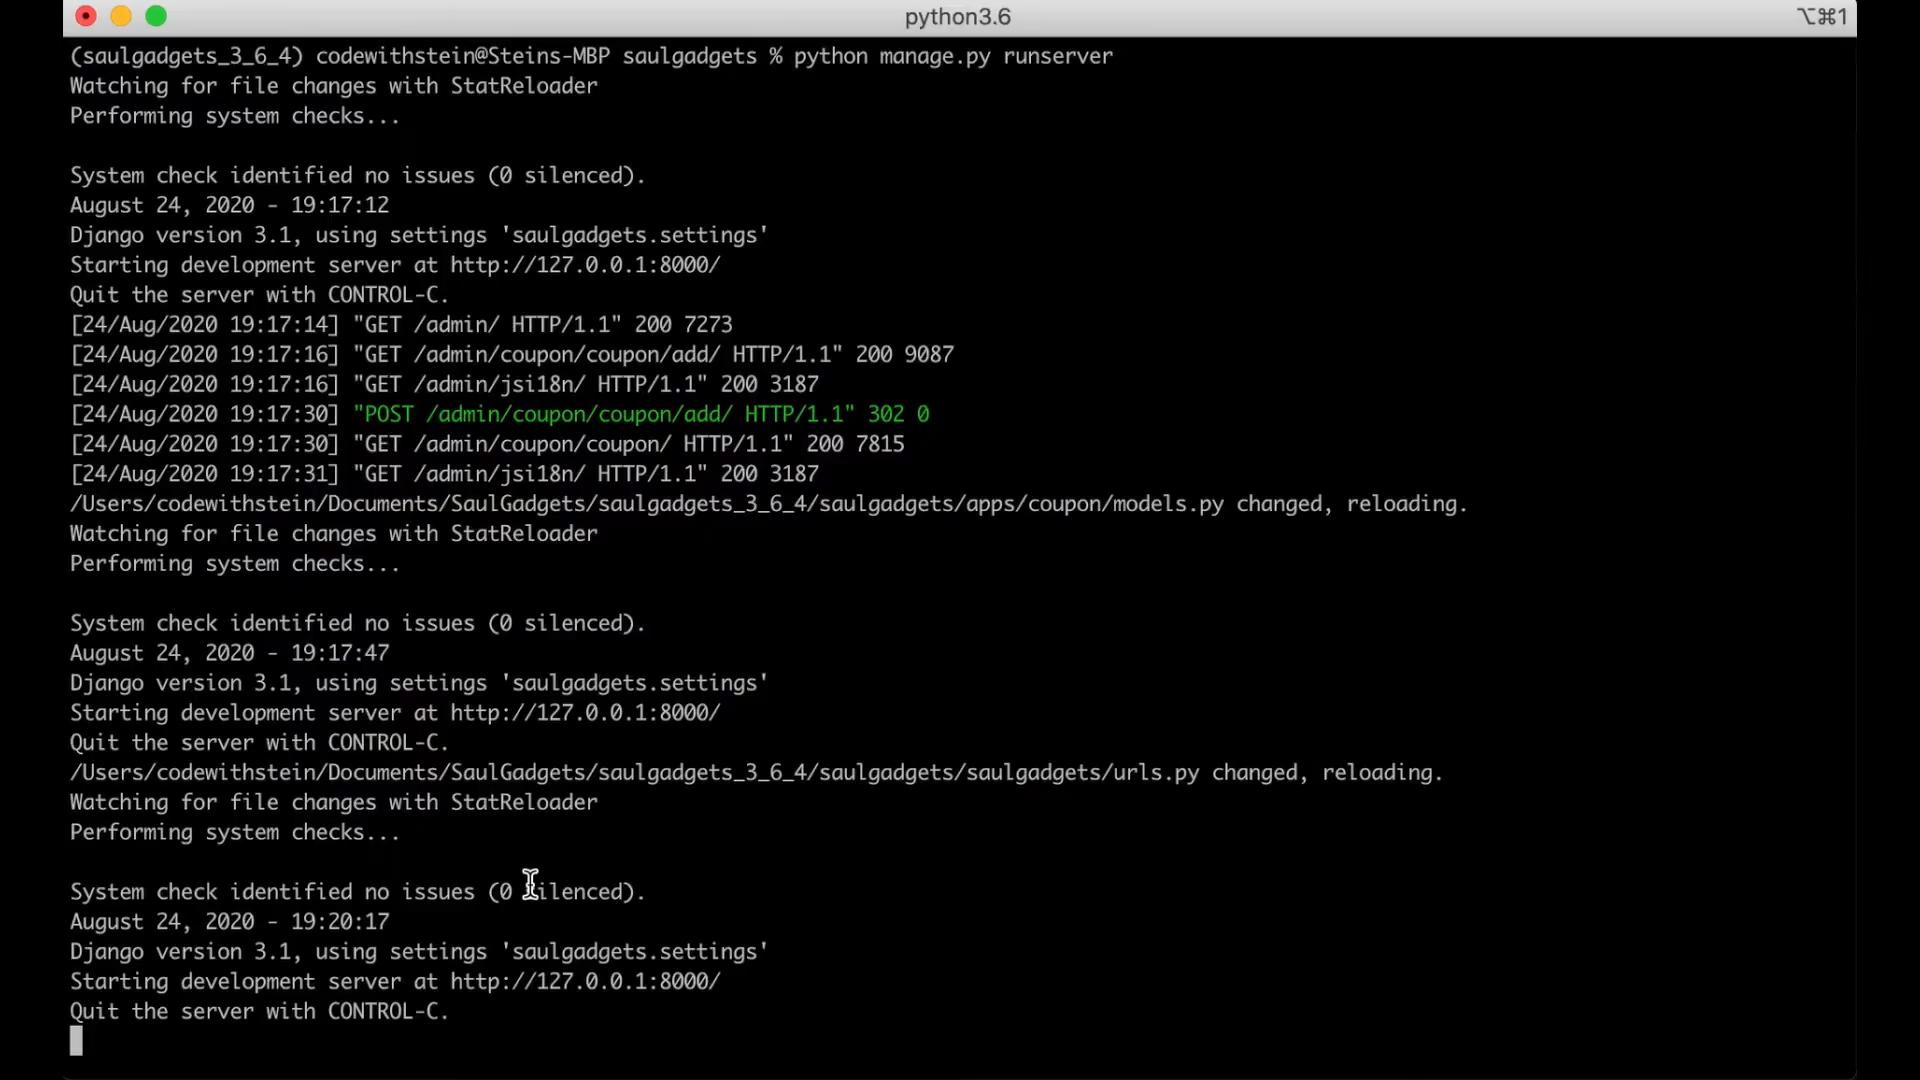 python3.6
⌥⌘1
(saulgadgets_3_6_4) codewithstein@Steins-MBP saulgadgets % python manage.py runserver
Watching for file changes with StatReloader
Performing system checks...
System check identified no issues (0 silenced).
August 24, 2020 - 19:17:12
Django version 3.1, using settings 'saulgadgets.settings'
Starting development server at http://127.0.0.1:8000/
Quit the server with CONTROL-C.
[24/Aug/2020 19:17:14] "GET /admin/ HTTP/1.1" 200 7273
[24/Aug/2020 19:17:16] "GET /admin/coupon/coupon/add/ HTTP/1.1" 200 9087
[24/Aug/2020 19:17:16] "GET /admin/jsi18n/ HTTP/1.1" 200 3187
[24/Aug/2020 19:17:30] "POST /admin/coupon/coupon/add/ HTTP/1.1" 302 0
[24/Aug/2020 19:17:30] "GET /admin/coupon/coupon/ HTTP/1.1" 200 7815
[24/Aug/2020 19:17:31] "GET /admin/jsi18n/ HTTP/1.1" 200 3187
/Users/codewithstein/Documents/SaulGadgets/saulgadgets_3_6_4/saulgadgets/apps/coupon/models.py changed, reloading.
Watching for file changes with StatReloader
Performing system checks...
System check identified no issues (0 silenced).
August 24, 2020 - 19:17:47
Django version 3.1, using settings 'saulgadgets.settings'
Starting development server at http://127.0.0.1:8000/
Quit the server with CONTROL-C.
/Users/codewithstein/Documents/SaulGadgets/saulgadgets_3_6_4/saulgadgets/saulgadgets/urls.py changed, reloading.
Watching for file changes with StatReloader
Performing system checks...
System check identified no issues (0 silenced).
August 24, 2020 - 19:20:17
Django version 3.1, using settings 'saulgadgets.settings'
Starting development server at http://127.0.0.1:8000/
Quit the server with CONTROL-C.